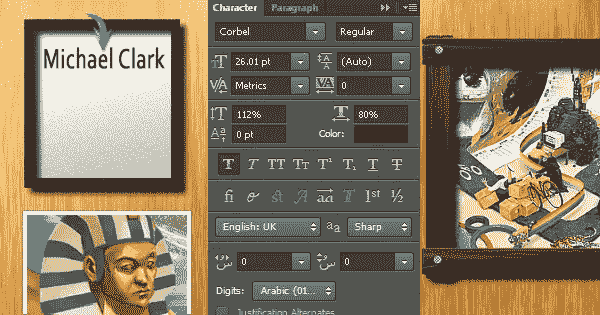 Michael Clark
Character Paragraph
Corbel Regular
26.01 pt (Auto)
Metrics 0
112% 80%
0 pt Color:
T T TT Tᴛ T¹ T₁ T T
fi st A aa T 1st ½
English: UK aa Sharp
0 0
Digits: Arabic (01...
Justification Alternates